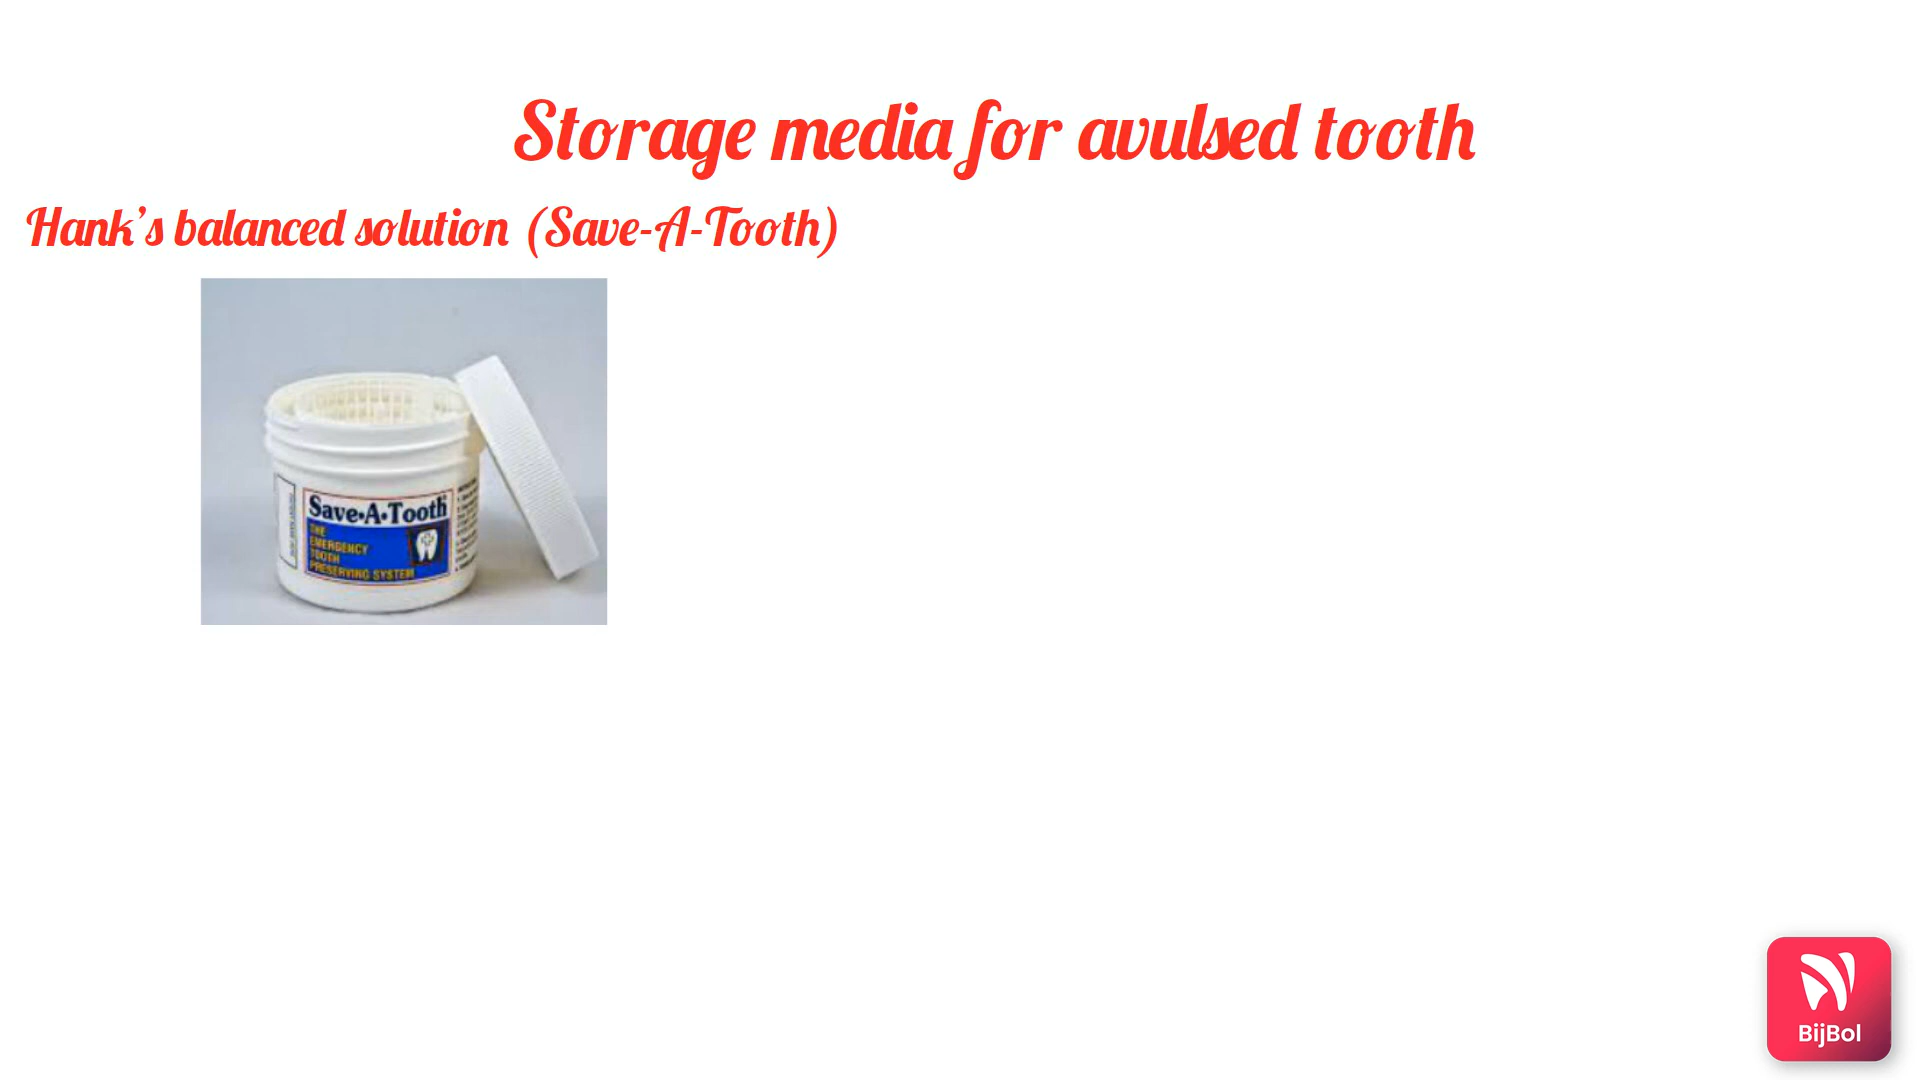 Storage media for avulsed tooth
Hank's balanced solution (Save-A-Tooth)
Save•A•Tooth
THE
EMERGENCY
TOOTH
PRESERVING SYSTEM
BijBol